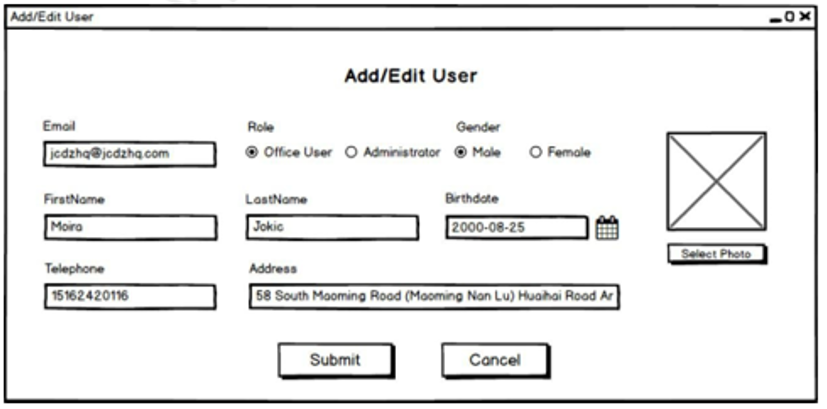 Add/Edit User
Add/Edit User
Email Role Gender
jcdzhq@jcdzhq.com Office User Administrator Male Female
FirstName LastName Birthdate
Moira Jokic 2000-08-25
Select Photo
Telephone Address
15162420116 58 South Maoming Road (Maoming Nan Lu) Huaihai Road Ar
Submit Cancel